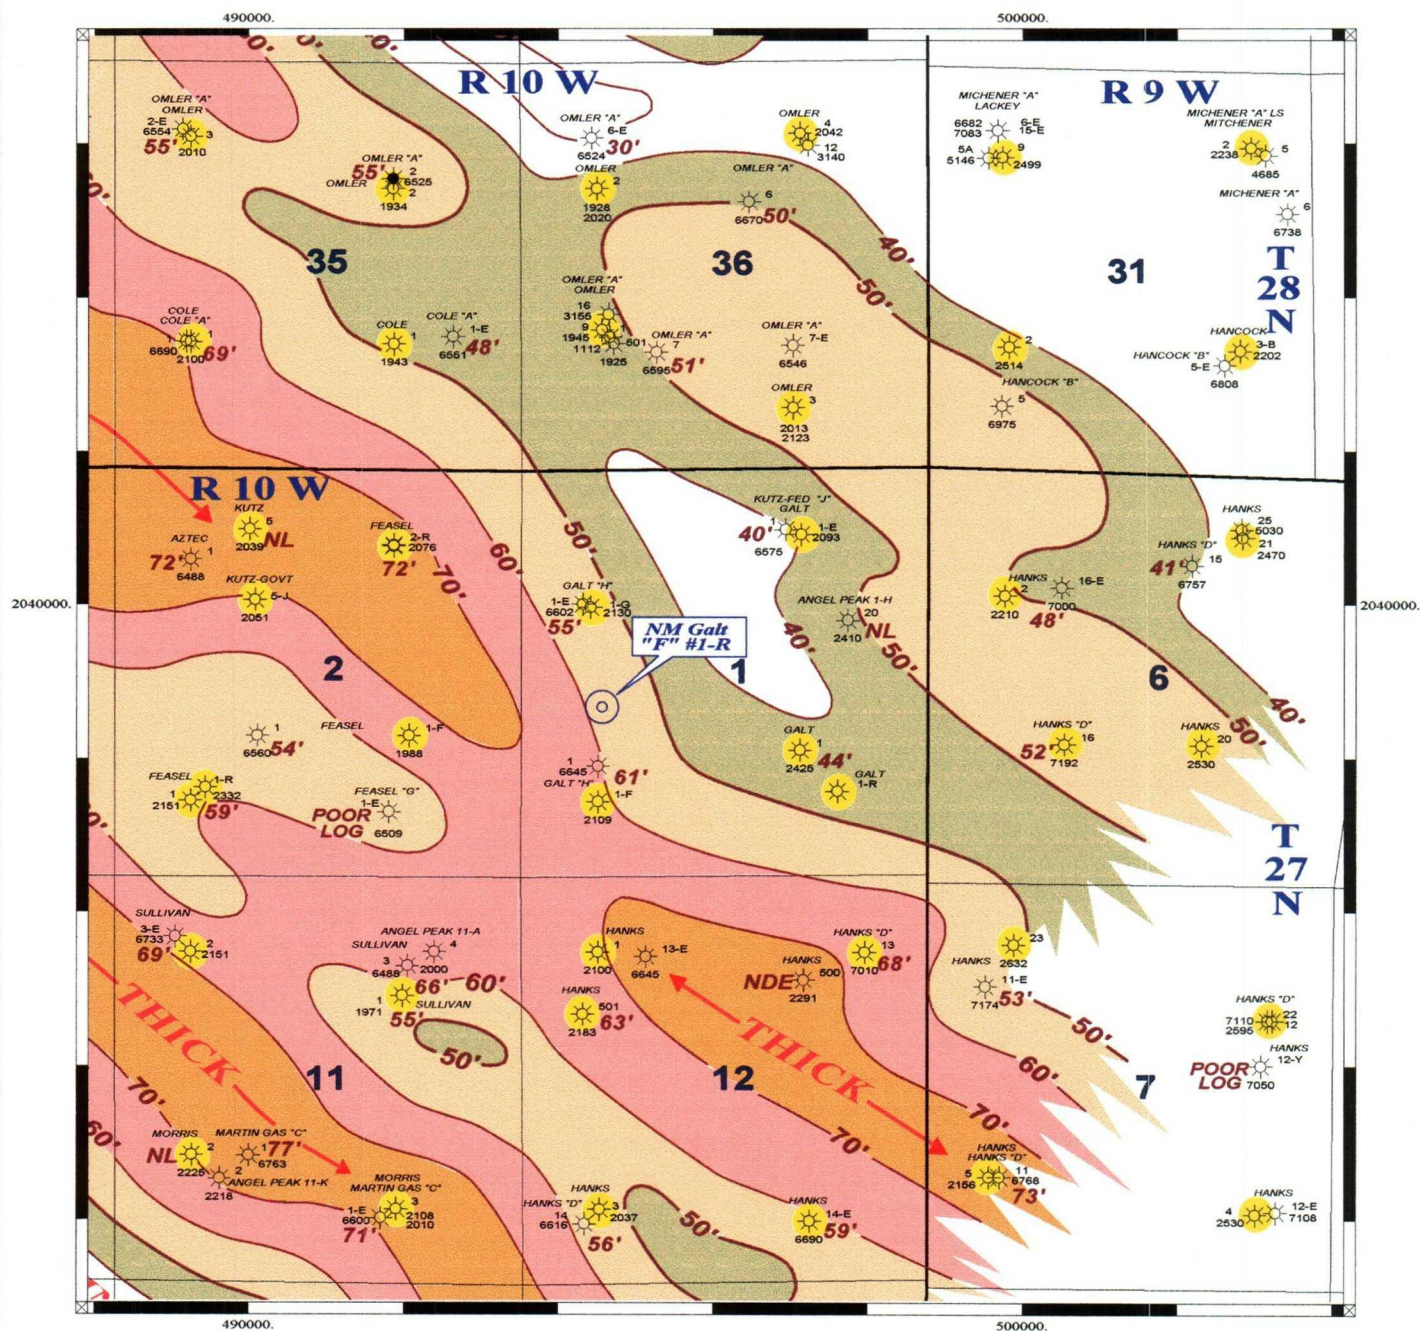 490000.
500000.
R 10 W
R 9 W
OMLER "A"
OMLER
2-E
6554
3
2010
55'
OMLER "A"
55'
2
6525
OMLER
2
1934
OMLER "A"
6-E
6524
30'
OMLER
2
1928
2020
OMLER
4
2042
12
3140
OMLER "A"
6
6670
50'
MICHENER "A"
LACKEY
6682
7083
6-E
15-E
5A
5146
9
2499
MICHENER "A" LS
MITCHENER
2
2238
5
4685
MICHENER "A"
6
6738
T
28
N
35
36
31
40'
50'
COLE
COLE "A"
1
1
6690
2100
69'
COLE
1
1943
COLE "A"
1-E
6551
48'
OMLER "A"
OMLER
16
3155
9
1945
1
501
1112
1925
OMLER "A"
7
6595
51'
OMLER "A"
7-E
6546
OMLER
3
2013
2123
2
2514
HANCOCK "B"
5
6975
HANCOCK
3-B
2202
HANCOCK "B"
5-E
6808
R 10 W
KUTZ
5
2039
NL
AZTEC
72'
1
6488
FEASEL
2-R
2076
72'
70'
60'
50'
KUTZ-GOVT
5-J
2051
KUTZ-FED "J"
GALT
1
40'
6575
1-E
2093
GALT "H"
1-E
6602
1-G
2130
55'
ANGEL PEAK 1-H
20
2410
NL
40'
50'
HANKS
25
5030
21
2470
HANKS "D"
15
41'
6757
HANKS
2
2210
16-E
7000
48'
2040000.
2040000.
NM Galt
"F" #1-R
2
1
6
1
6560
54'
FEASEL
1-F
1988
FEASEL
1-R
2332
1
2151
59'
FEASEL "G"
1-E
6509
POOR
LOG
1
6645
61'
GALT "H"
1-F
2109
GALT
1
2425
44'
GALT
1-R
HANKS "D"
52'
16
7192
HANKS
20
2530
50'
40'
T
27
N
SULLIVAN
3-E
6733
69'
2
2151
ANGEL PEAK 11-A
4
2000
SULLIVAN
3
6488
66'
60'
1
1971
SULLIVAN
55'
50'
HANKS
1
2100
13-E
6645
HANKS
501
2183
63'
HANKS "D"
13
7010
68'
HANKS
500
NDE
2291
23
2632
HANKS
11-E
7174
53'
50'
60'
HANKS "D"
7110
2595
22
12
HANKS
12-Y
7050
POOR
LOG
THICK
THICK
11
12
7
70'
60'
70'
70'
MORRIS
NL
2
2225
MARTIN GAS "C"
1
77'
6763
2
2218
ANGEL PEAK 11-K
MORRIS
MARTIN GAS "C"
3
2108
2010
1-E
6600
71'
HANKS
3
2037
HANKS "D"
14
6616
56'
50'
HANKS
14-E
6690
59'
HANKS
HANKS "D"
5
2156
11
6768
73'
HANKS
4
2530
12-E
7108
490000.
500000.